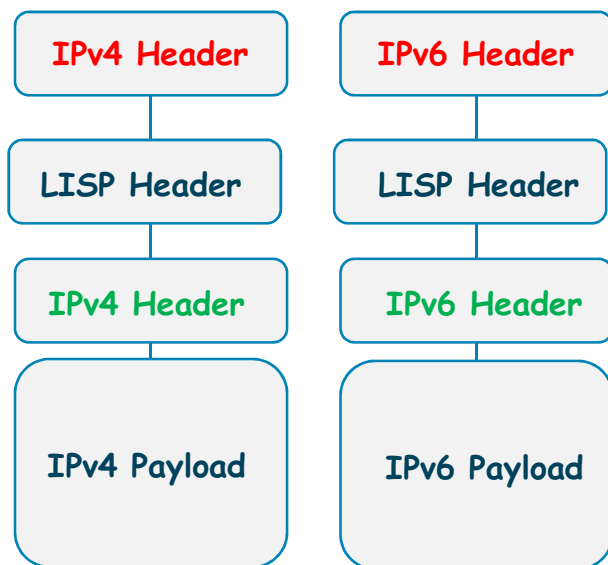 IPv4 Header
LISP Header
IPv4 Header
IPv4 Payload
IPv6 Header
LISP Header
IPv6 Header
IPv6 Payload